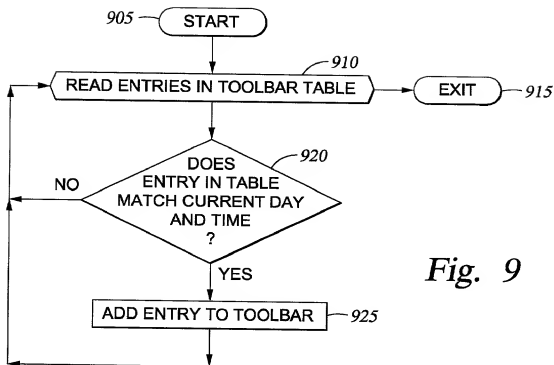 905
START
910
READ ENTRIES IN TOOLBAR TABLE
EXIT
915
920
DOES
ENTRY IN TABLE
MATCH CURRENT DAY
AND TIME
?
NO
YES
Fig. 9
ADD ENTRY TO TOOLBAR
925